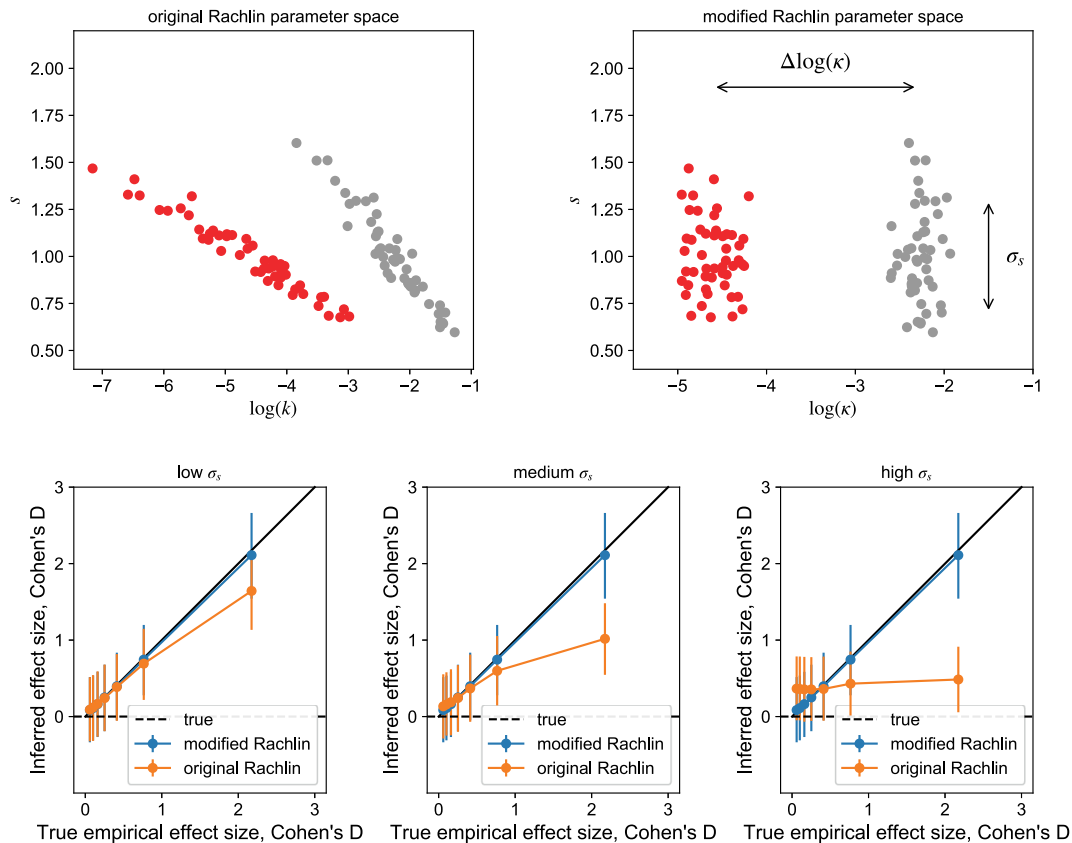 original Rachlin parameter space
s
2.00
1.75
1.50
1.25
1.00
0.75
0.50
−7 −6 −5 −4 −3 −2 −1
log(k)
modified Rachlin parameter space
Δlog(κ)
s
2.00
1.75
1.50
1.25
1.00
0.75
0.50
σs
−5 −4 −3 −2 −1
log(κ)
low σs
Inferred effect size, Cohen's D
3
2
1
0
true
modified Rachlin
original Rachlin
0 1 2 3
True empirical effect size, Cohen's D
medium σs
Inferred effect size, Cohen's D
3
2
1
0
true
modified Rachlin
original Rachlin
0 1 2 3
True empirical effect size, Cohen's D
high σs
Inferred effect size, Cohen's D
3
2
1
0
true
modified Rachlin
original Rachlin
0 1 2 3
True empirical effect size, Cohen's D